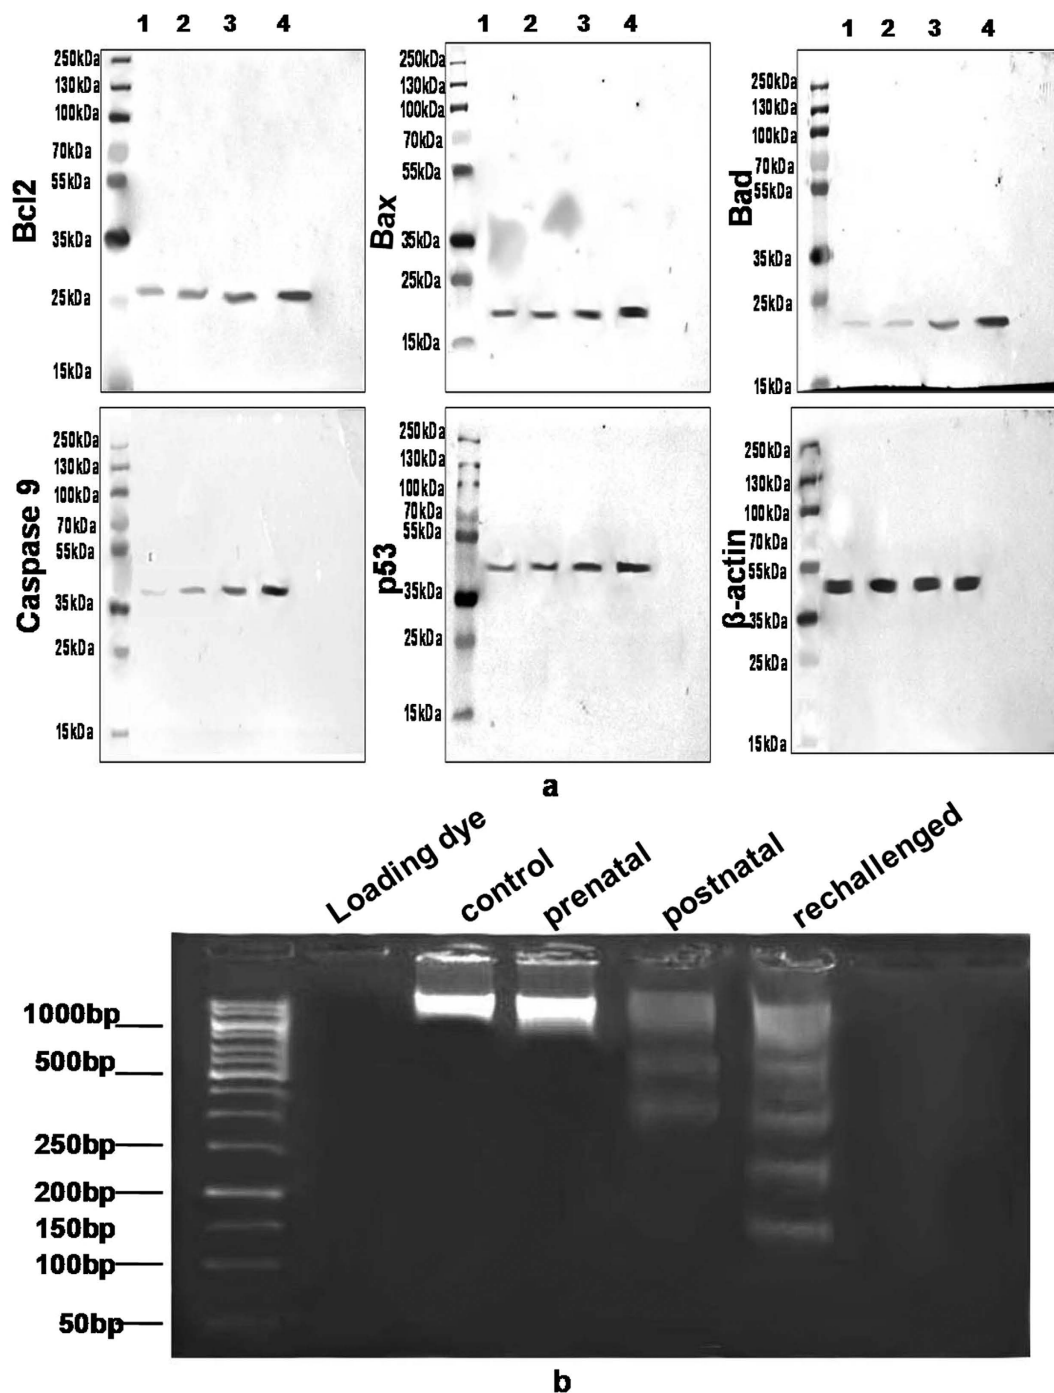 1 2 3 4
1 2 3 4
1 2 3 4
Bcl2
250kDa
130kDa
100kDa
70kDa
55kDa
35kDa
25kDa
15kDa
Bax
250kDa
130kDa
100kDa
70kDa
55kDa
35kDa
25kDa
15kDa
Bad
250kDa
130kDa
100kDa
70kDa
55kDa
35kDa
25kDa
15kDa
Caspase 9
250kDa
130kDa
100kDa
70kDa
55kDa
35kDa
25kDa
15kDa
p53
250kDa
130kDa
100kDa
70kDa
55kDa
35kDa
25kDa
15kDa
β-actin
250kDa
130kDa
100kDa
70kDa
55kDa
35kDa
25kDa
15kDa
a
Loading dye
control
prenatal
postnatal
rechallenged
1000bp
500bp
250bp
200bp
150bp
100bp
50bp
b